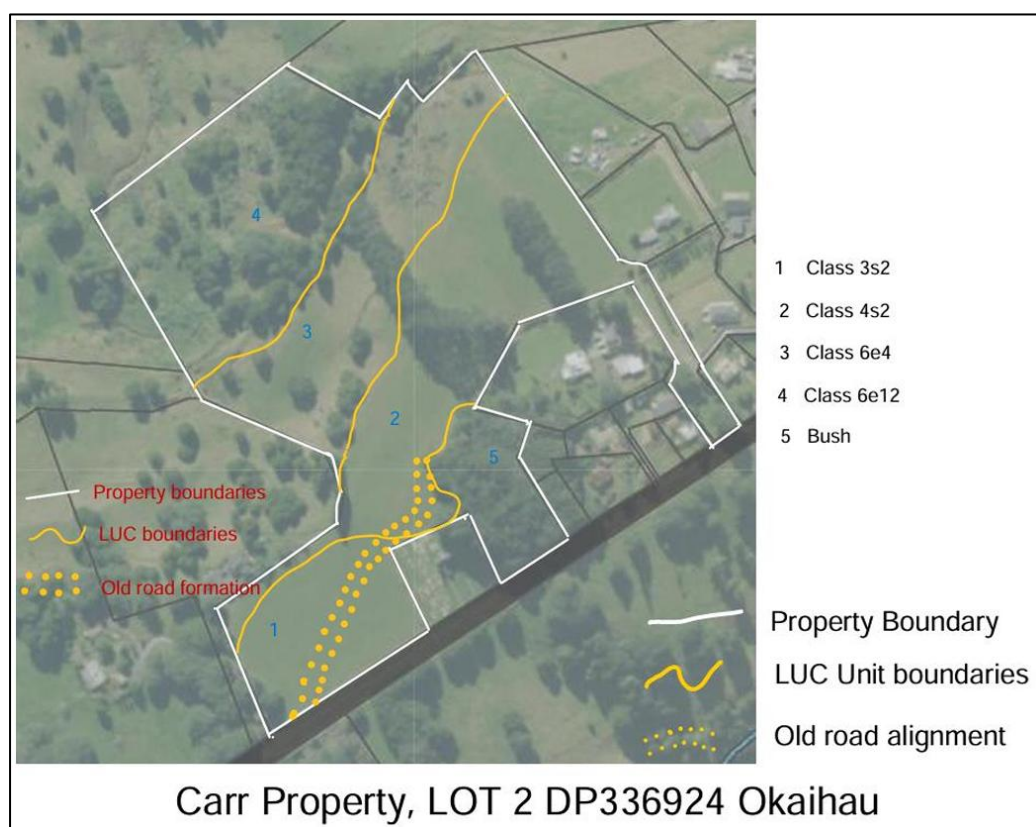 4
3
2
5
1
Property boundaries
LUC boundaries
Old road formation
1 Class 3s2
2 Class 4s2
3 Class 6e4
4 Class 6e12
5 Bush
Property Boundary
LUC Unit boundaries
Old road alignment
Carr Property, LOT 2 DP336924 Okaihau